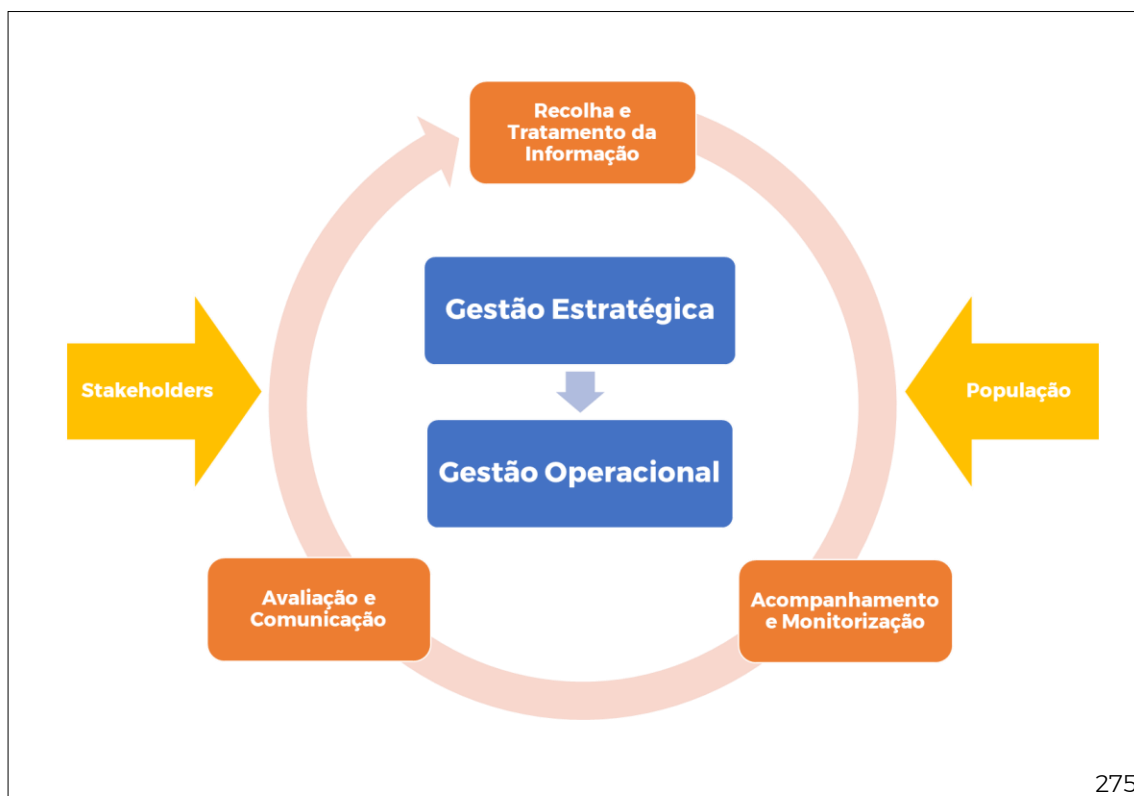 Recolha e
Tratamento da
Informação
Gestão Estratégica
Stakeholders
População
Gestão Operacional
Avaliação e
Comunicação
Acompanhamento
e Monitorização
275